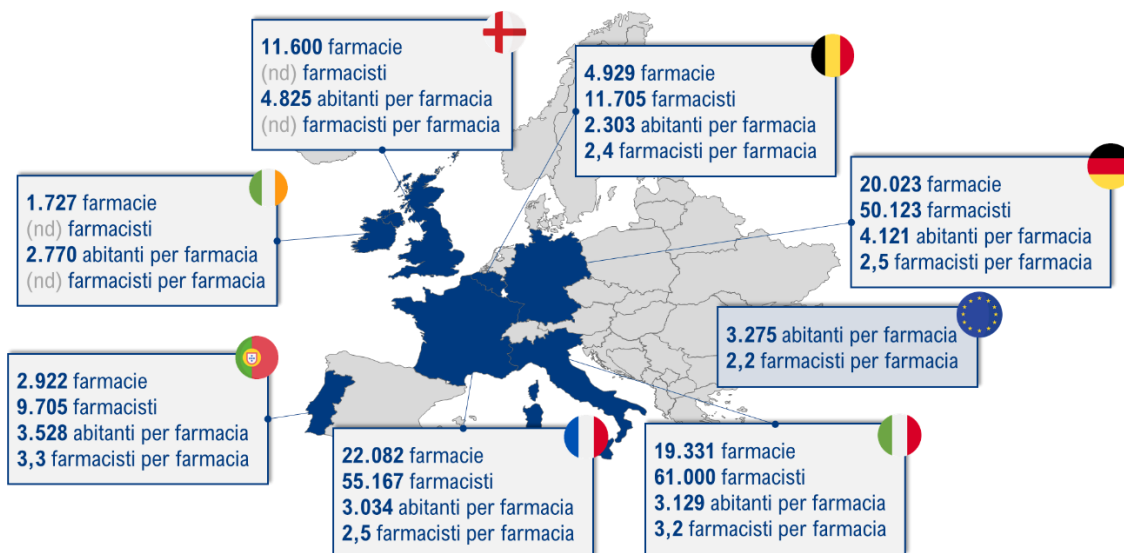 11.600 farmacie
(nd) farmacisti
4.825 abitanti per farmacia
(nd) farmacisti per farmacia
4.929 farmacie
11.705 farmacisti
2.303 abitanti per farmacia
2,4 farmacisti per farmacia
1.727 farmacie
(nd) farmacisti
2.770 abitanti per farmacia
(nd) farmacisti per farmacia
20.023 farmacie
50.123 farmacisti
4.121 abitanti per farmacia
2,5 farmacisti per farmacia
3.275 abitanti per farmacia
2,2 farmacisti per farmacia
2.922 farmacie
9.705 farmacisti
3.528 abitanti per farmacia
3,3 farmacisti per farmacia
22.082 farmacie
55.167 farmacisti
3.034 abitanti per farmacia
2,5 farmacisti per farmacia
19.331 farmacie
61.000 farmacisti
3.129 abitanti per farmacia
3,2 farmacisti per farmacia